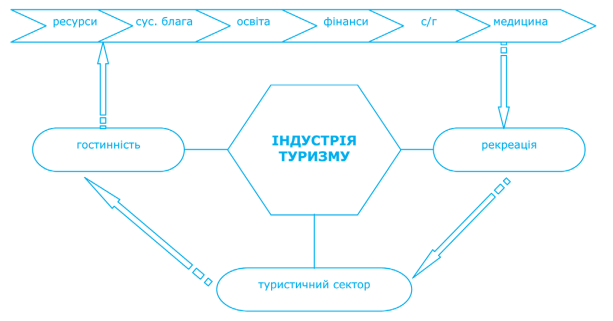 ресурси сус. блага освіта фінанси с/г медицина
гостинність
ІНДУСТРІЯ
ТУРИЗМУ
рекреація
туристичний сектор